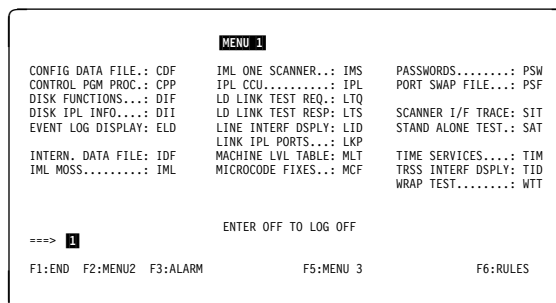 MENU 1
CONFIG DATA FILE.: CDF IML ONE SCANNER..: IMS PASSWORDS........: PSW
CONTROL PGM PROC.: CPP IPL CCU..........: IPL PORT SWAP FILE...: PSF
DISK FUNCTIONS...: DIF LD LINK TEST REQ.: LTQ
DISK IPL INFO....: DII LD LINK TEST RESP: LTS SCANNER I/F TRACE: SIT
EVENT LOG DISPLAY: ELD LINE INTERF DSPLY: LID STAND ALONE TEST.: SAT
LINK IPL PORTS...: LKP
INTERN. DATA FILE: IDF MACHINE LVL TABLE: MLT TIME SERVICES....: TIM
IML MOSS.........: IML MICROCODE FIXES..: MCF TRSS INTERF DSPLY: TID
WRAP TEST........: WTT
ENTER OFF TO LOG OFF
===> 1
F1:END F2:MENU2 F3:ALARM F5:MENU 3 F6:RULES